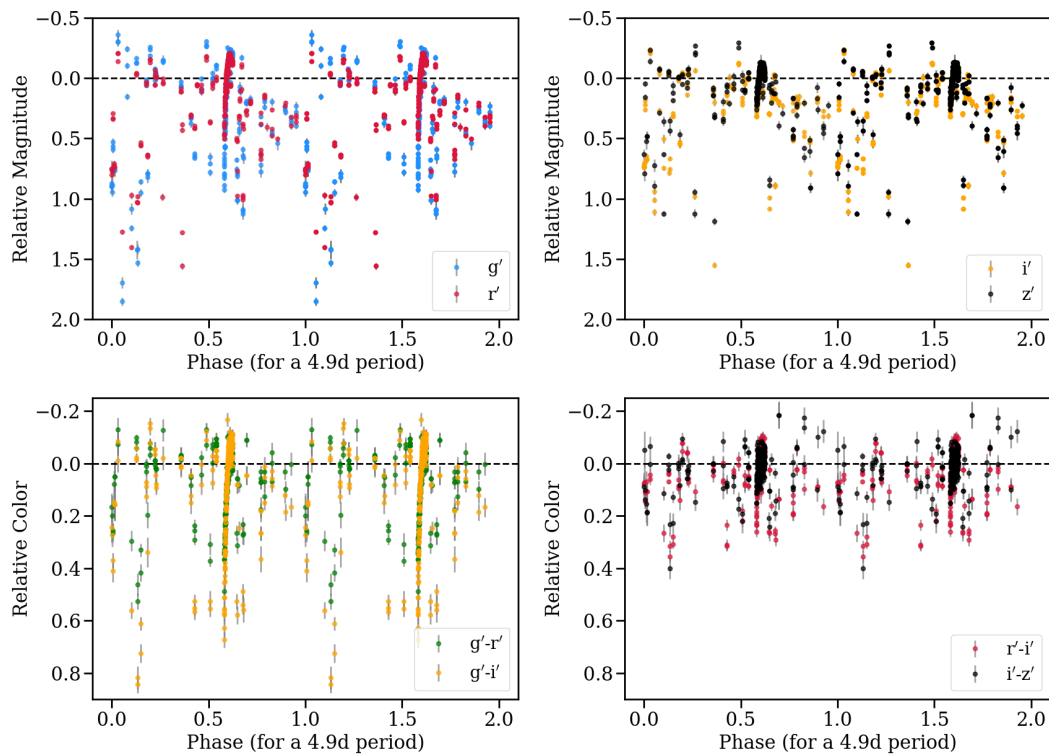 −0.5
0.0
0.5
1.0
1.5
2.0
Relative Magnitude
g′
r′
0.0 0.5 1.0 1.5 2.0
Phase (for a 4.9d period)
−0.5
0.0
0.5
1.0
1.5
2.0
Relative Magnitude
i′
z′
0.0 0.5 1.0 1.5 2.0
Phase (for a 4.9d period)
−0.2
0.0
0.2
0.4
0.6
0.8
Relative Color
g′-r′
g′-i′
0.0 0.5 1.0 1.5 2.0
Phase (for a 4.9d period)
−0.2
0.0
0.2
0.4
0.6
0.8
Relative Color
r′-i′
i′-z′
0.0 0.5 1.0 1.5 2.0
Phase (for a 4.9d period)